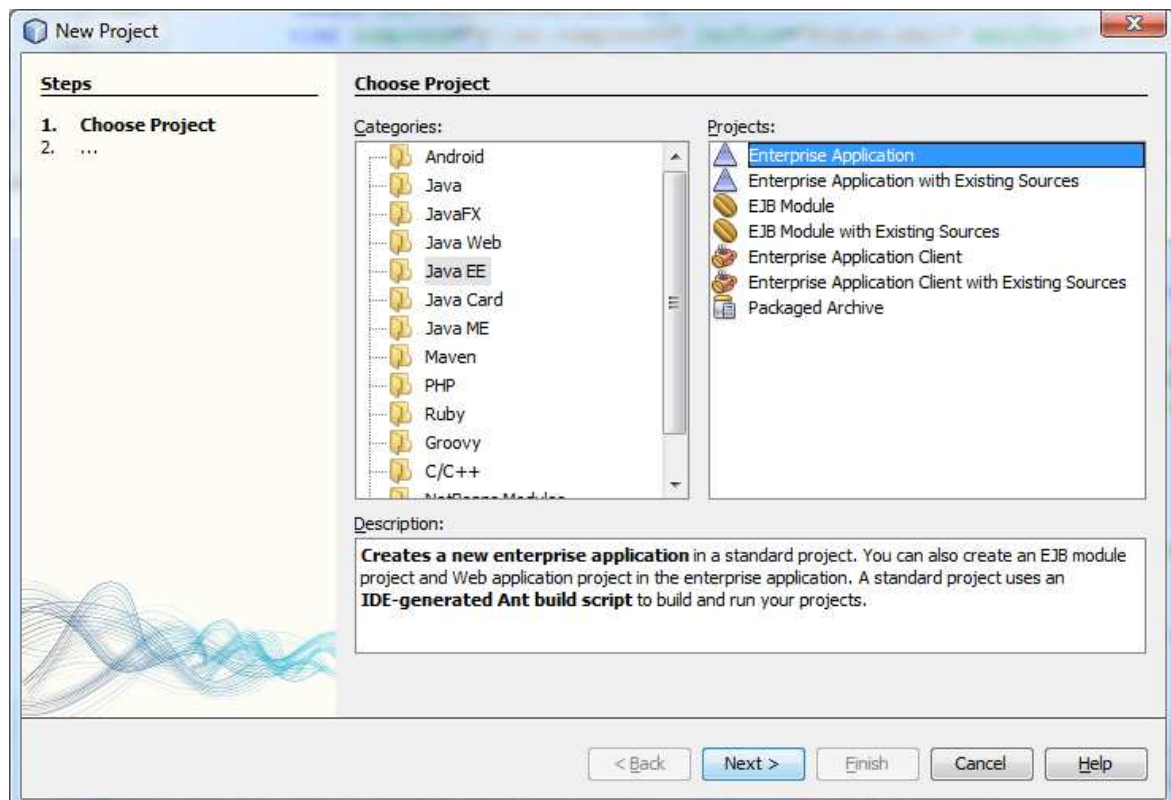 New Project
Steps
1. Choose Project
2. ...
Choose Project
Categories:
Android
Java
JavaFX
Java Web
Java EE
Java Card
Java ME
Maven
PHP
Ruby
Groovy
C/C++
NetBeans Modules
Projects:
Enterprise Application
Enterprise Application with Existing Sources
EJB Module
EJB Module with Existing Sources
Enterprise Application Client
Enterprise Application Client with Existing Sources
Packaged Archive
Description:
Creates a new enterprise application in a standard project. You can also create an EJB module
project and Web application project in the enterprise application. A standard project uses an
IDE-generated Ant build script to build and run your projects.
< Back
Next >
Finish
Cancel
Help